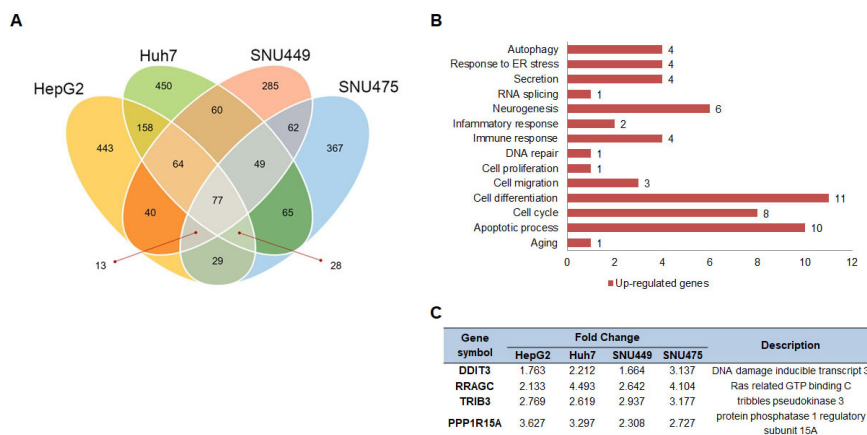 A
Huh7
SNU449
HepG2
SNU475
450
285
60
158
62
443
367
64
49
77
40
65
13
29
28
B
Autophagy 4
Response to ER stress 4
Secretion 4
RNA splicing 1
Neurogenesis 6
Infammatory response 2
Immune response 4
DNA repair 1
Cell proliferation 1
Cell migration 3
Cell differentiation 11
Cell cycle 8
Apoptotic process 10
Aging 1
0 2 4 6 8 10 12
Up-regulated genes
C
Gene symbol Fold Change Description
HepG2 Huh7 SNU449 SNU475
DDIT3 1.763 2.212 1.664 3.137 DNA damage inducible transcript 3
RRAGC 2.133 4.493 2.642 4.104 Ras related GTP binding C
TRIB3 2.769 2.619 2.937 3.177 tribbles pseudokinase 3
PPP1R15A 3.627 3.297 2.308 2.727 protein phosphatase 1 regulatory
subunit 15A